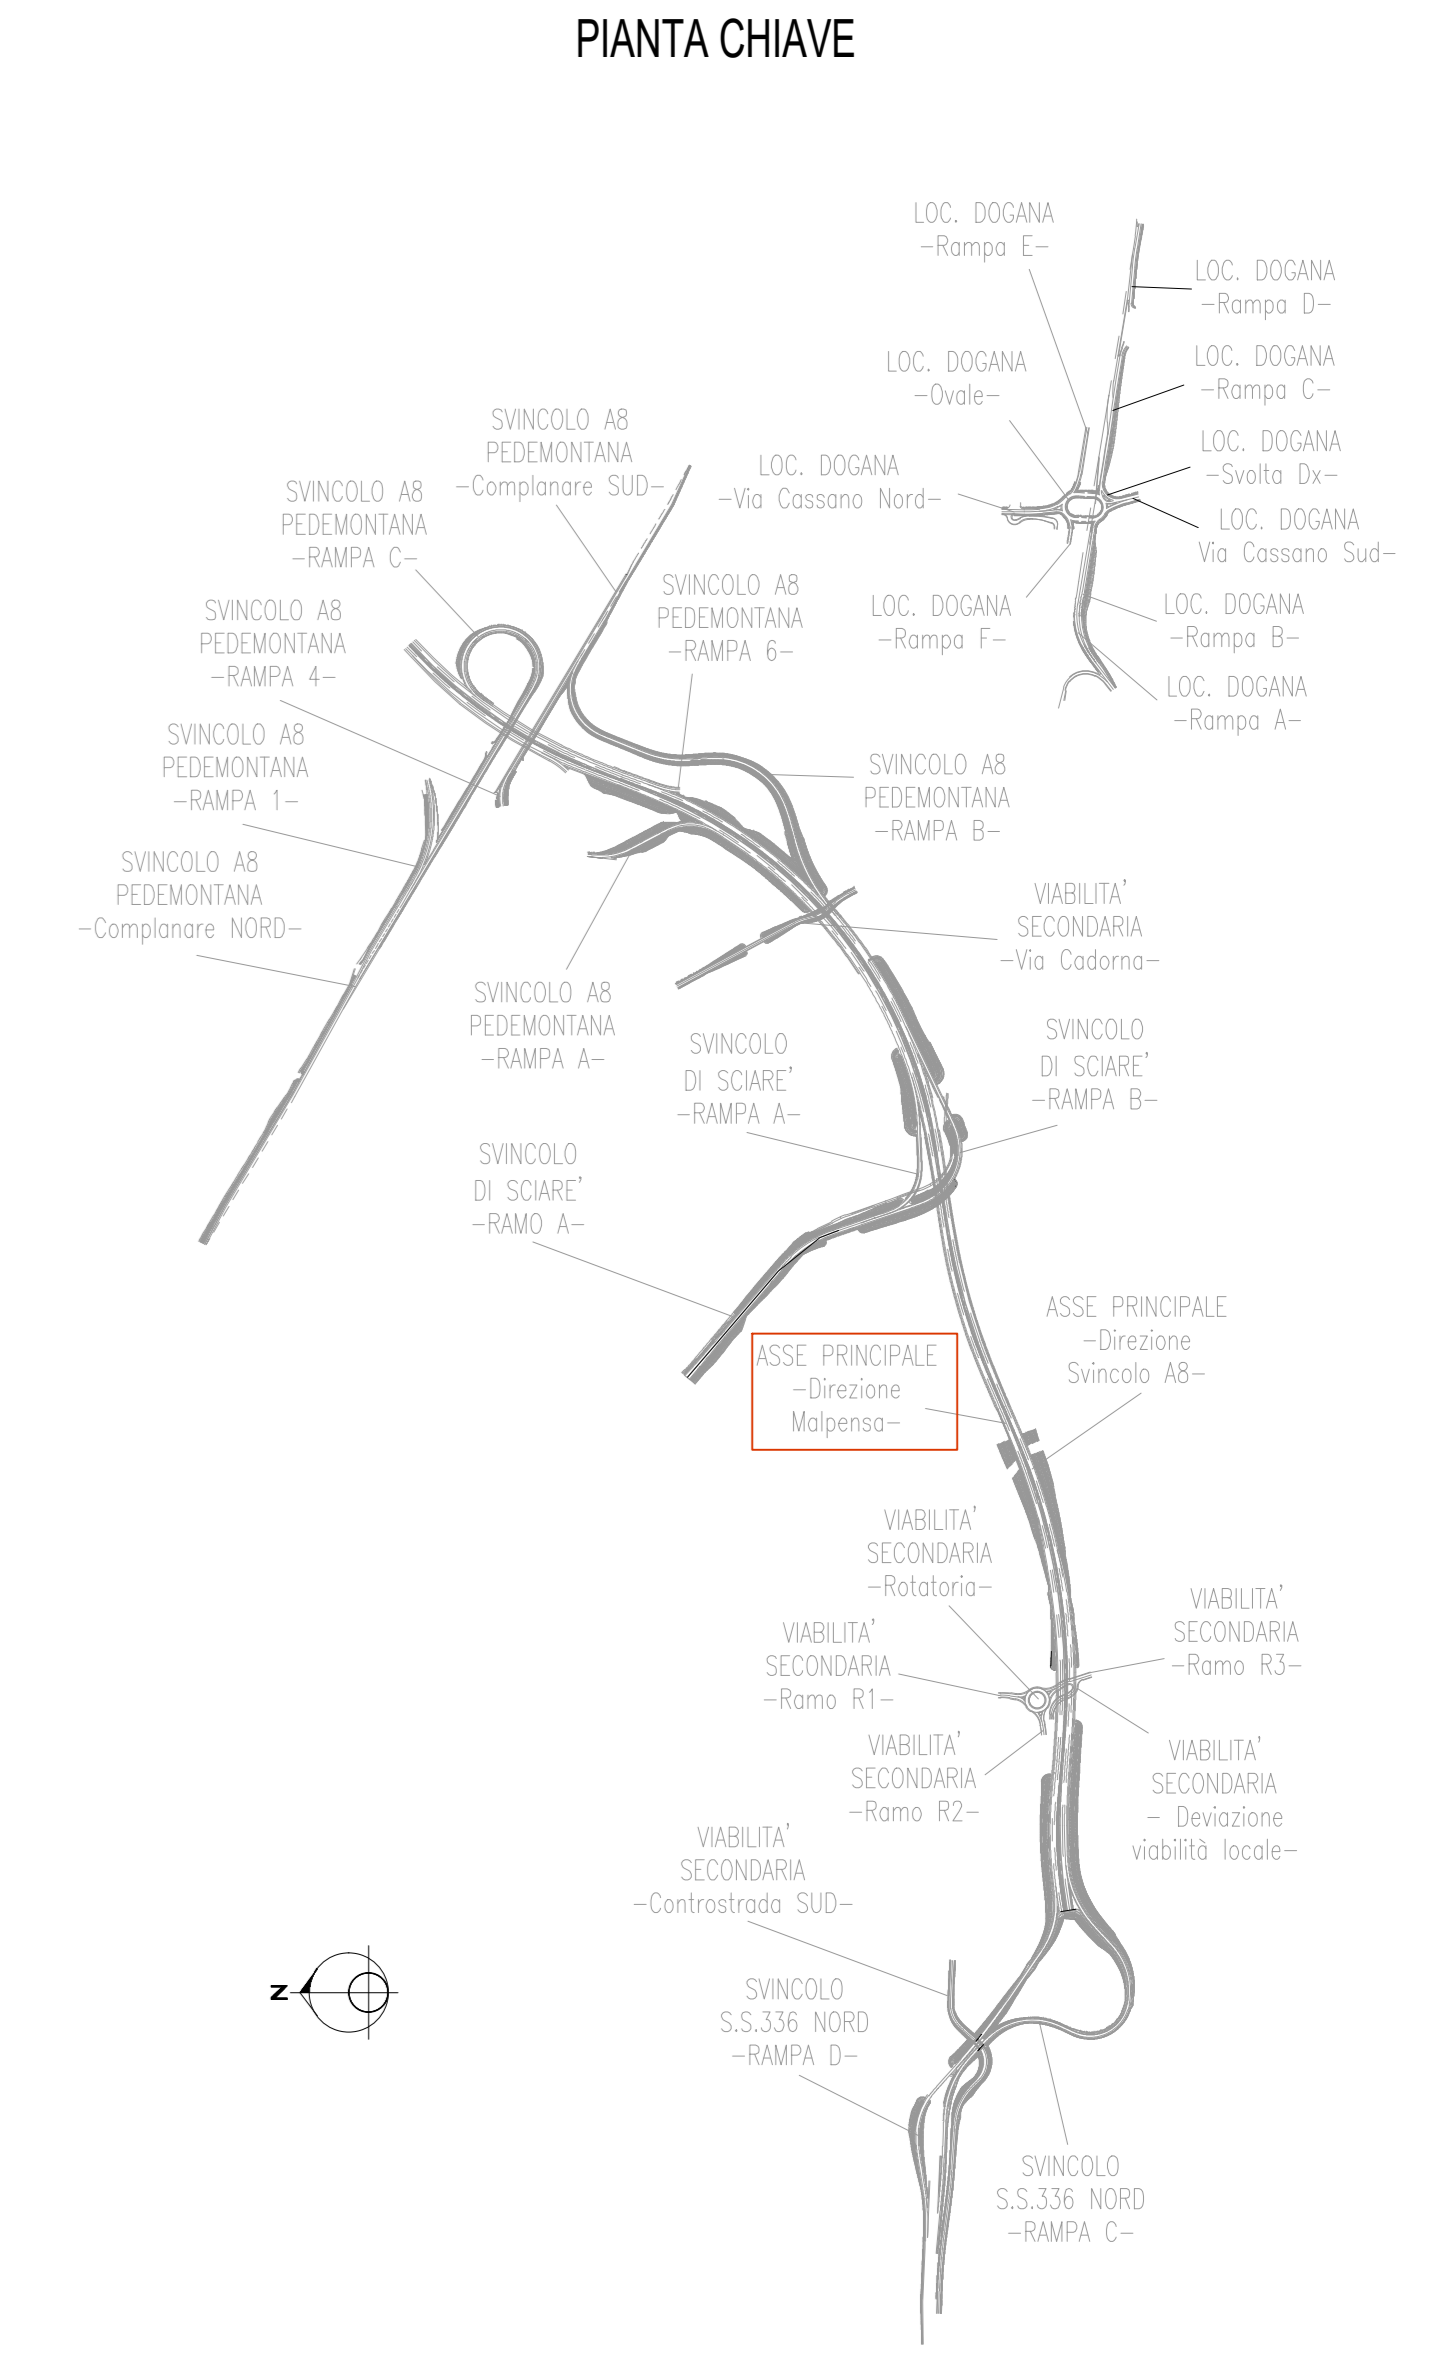 PIANTA CHIAVE
LOC. DOGANA
-Rampa E-
LOC. DOGANA
-Rampa D-
LOC. DOGANA
-Ovale-
LOC. DOGANA
-Rampa C-
SVINCOLO A8
PEDEMONTANA
-Complanare SUD-
LOC. DOGANA
-Via Cassano Nord-
LOC. DOGANA
-Svolta Dx-
SVINCOLO A8
PEDEMONTANA
-RAMPA C-
LOC. DOGANA
Via Cassano Sud-
SVINCOLO A8
PEDEMONTANA
-RAMPA 4-
SVINCOLO A8
PEDEMONTANA
-RAMPA 6-
LOC. DOGANA
-Rampa F-
LOC. DOGANA
-Rampa B-
LOC. DOGANA
-Rampa A-
SVINCOLO A8
PEDEMONTANA
-RAMPA 1-
SVINCOLO A8
PEDEMONTANA
-RAMPA B-
SVINCOLO A8
PEDEMONTANA
-Complanare NORD-
VIABILITA'
SECONDARIA
-Via Cadorna-
SVINCOLO A8
PEDEMONTANA
-RAMPA A-
SVINCOLO
DI SCIARE'
-RAMPA A-
SVINCOLO
DI SCIARE'
-RAMPA B-
SVINCOLO
DI SCIARE'
-RAMO A-
ASSE PRINCIPALE
-Direzione
Svincolo A8-
ASSE PRINCIPALE
-Direzione
Malpensa-
VIABILITA'
SECONDARIA
-Rotatoria-
VIABILITA'
SECONDARIA
-Ramo R3-
VIABILITA'
SECONDARIA
-Ramo R1-
VIABILITA'
SECONDARIA
-Ramo R2-
VIABILITA'
SECONDARIA
- Deviazione
viabilità locale-
VIABILITA'
SECONDARIA
-Controstrada SUD-
N
SVINCOLO
S.S.336 NORD
-RAMPA D-
SVINCOLO
S.S.336 NORD
-RAMPA C-